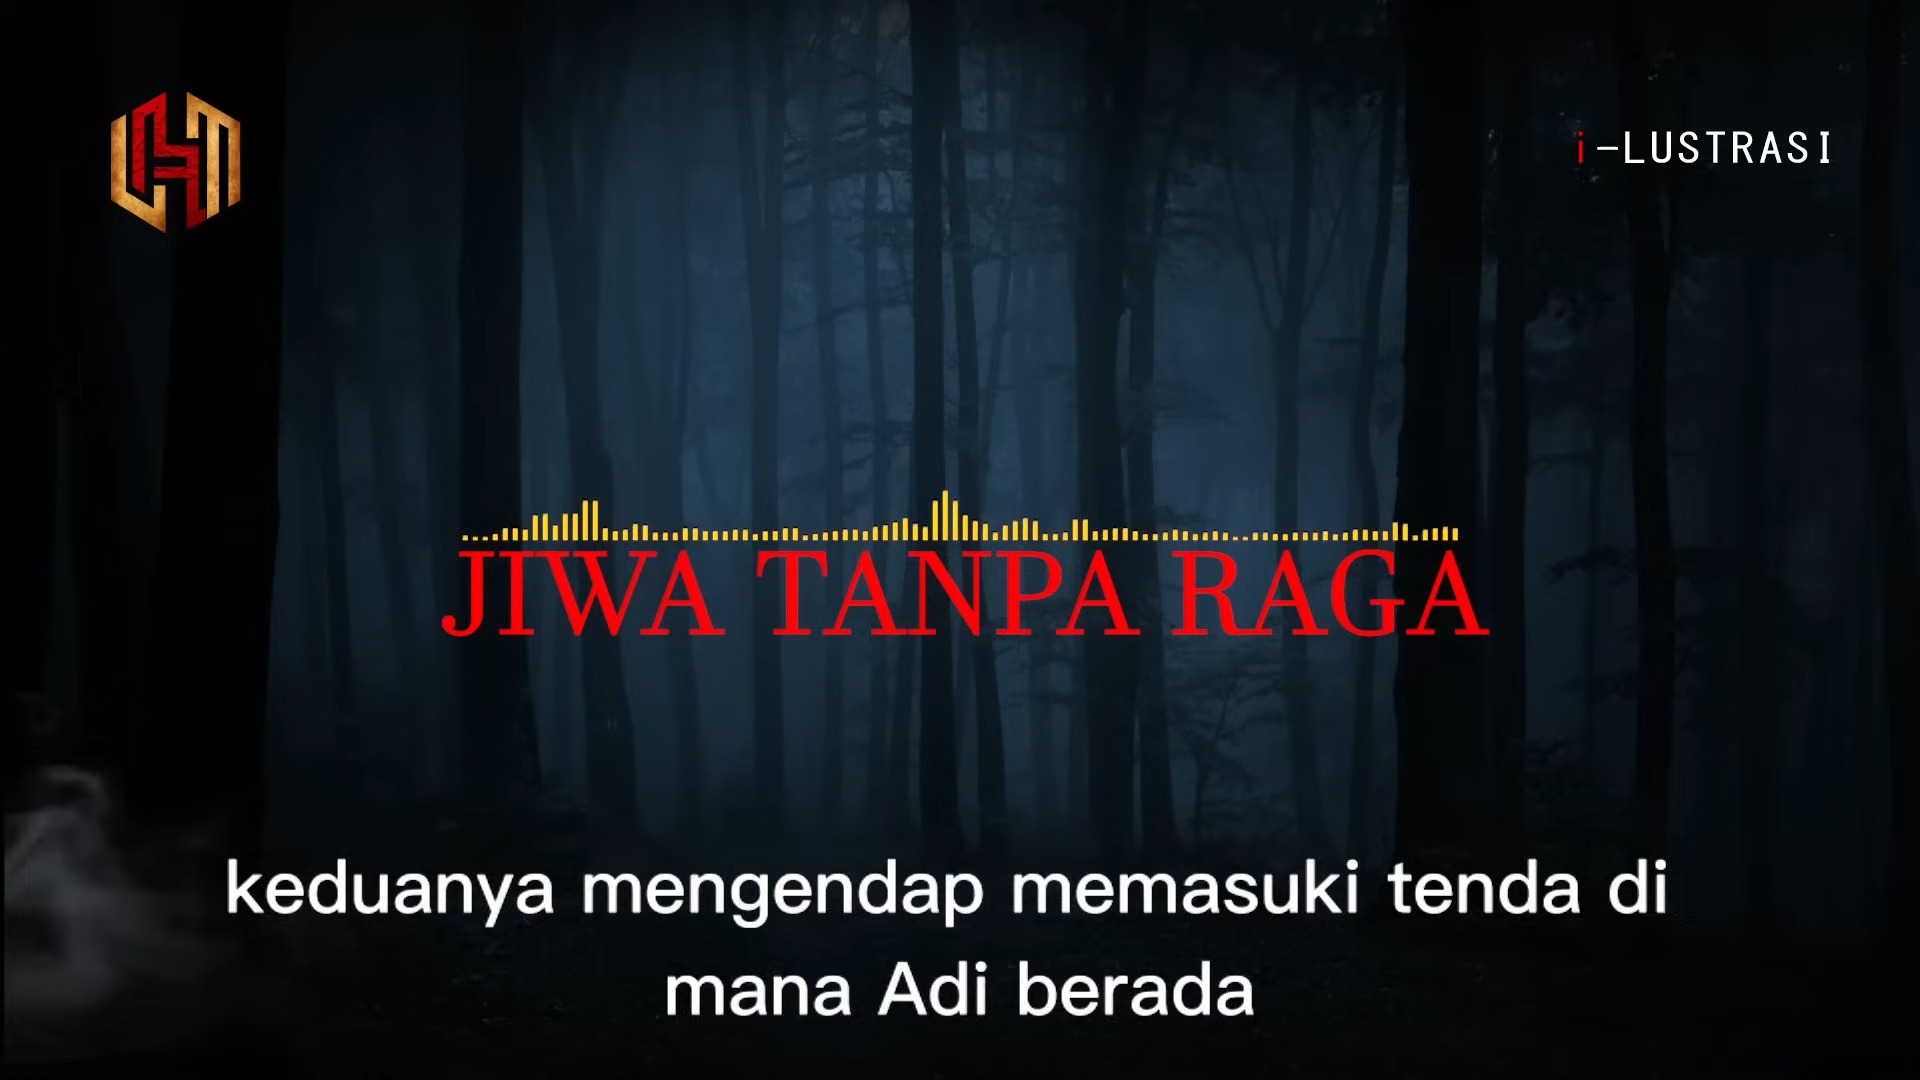 i-LUSTRASI
JIWA TANPA RAGA
keduanya mengendap memasuki tenda di
mana Adi berada